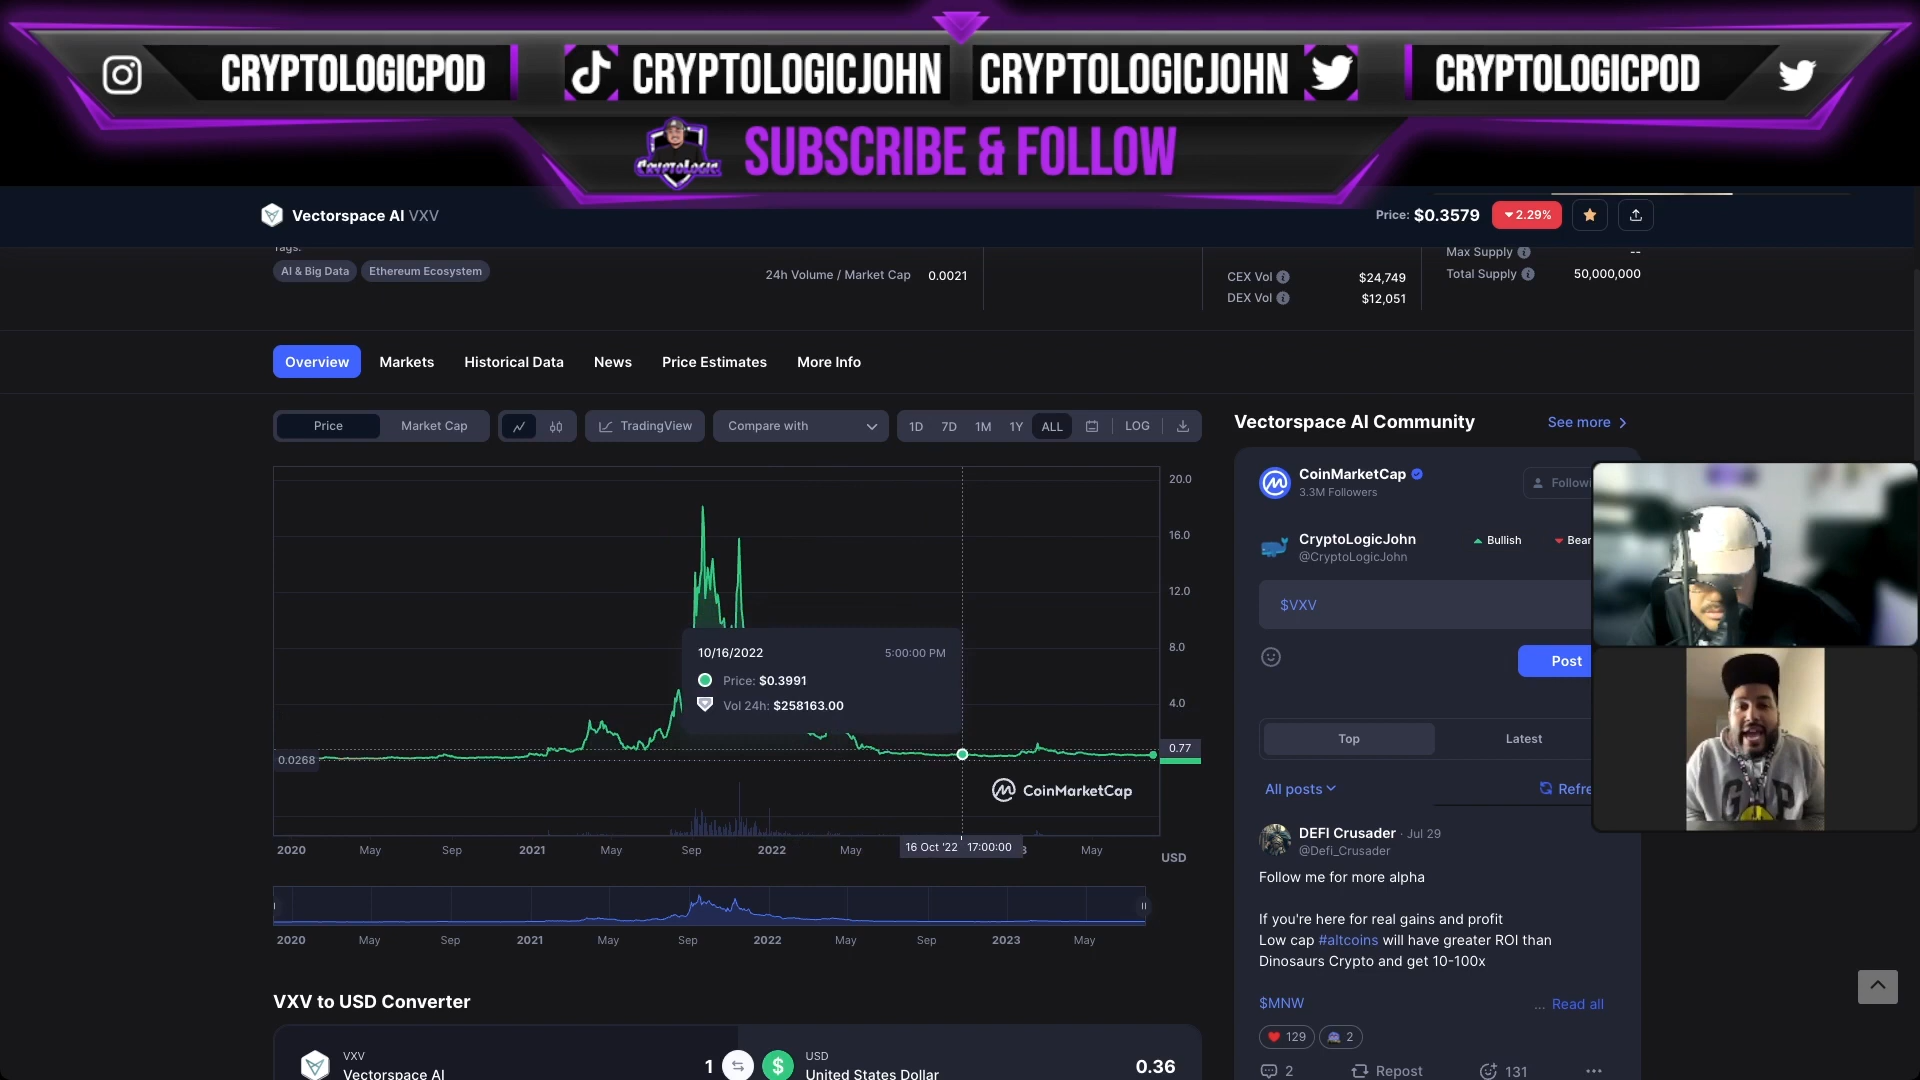 CRYPTOLOGICPOD
CRYPTOLOGICJOHN
CRYPTOLOGICJOHN
CRYPTOLOGICPOD
CRYPTOLOGIC
SUBSCRIBE & FOLLOW
Vectorspace AI VXV
Price: $0.3579
2.29%
Tags:
AI & Big Data
Ethereum Ecosystem
24h Volume / Market Cap 0.0021
CEX Vol $24,749
DEX Vol $12,051
Max Supply --
Total Supply 50,000,000
Overview
Markets
Historical Data
News
Price Estimates
More Info
Price
Market Cap
TradingView
Compare with
1D
7D
1M
1Y
ALL
LOG
20.0
16.0
12.0
8.0
4.0
0.77
0.0268
10/16/2022 5:00:00 PM
Price: $0.3991
Vol 24h: $258163.00
CoinMarketCap
2020 May Sep 2021 May Sep 2022 May 16 Oct '22 17:00:00 3 May
USD
2020 May Sep 2021 May Sep 2022 May Sep 2023 May
VXV to USD Converter
VXV
Vectorspace AI
1
USD
United States Dollar
0.36
Vectorspace AI Community
See more
CoinMarketCap
3.3M Followers
Followi
CryptoLogicJohn
@CryptoLogicJohn
Bullish
Bear
$VXV
Post
Top
Latest
All posts
Refre
DEFI Crusader · Jul 29
@Defi_Crusader
Follow me for more alpha
If you're here for real gains and profit
Low cap #altcoins will have greater ROI than
Dinosaurs Crypto and get 10-100x
$MNW
... Read all
129
2
2
Repost
131
GAP